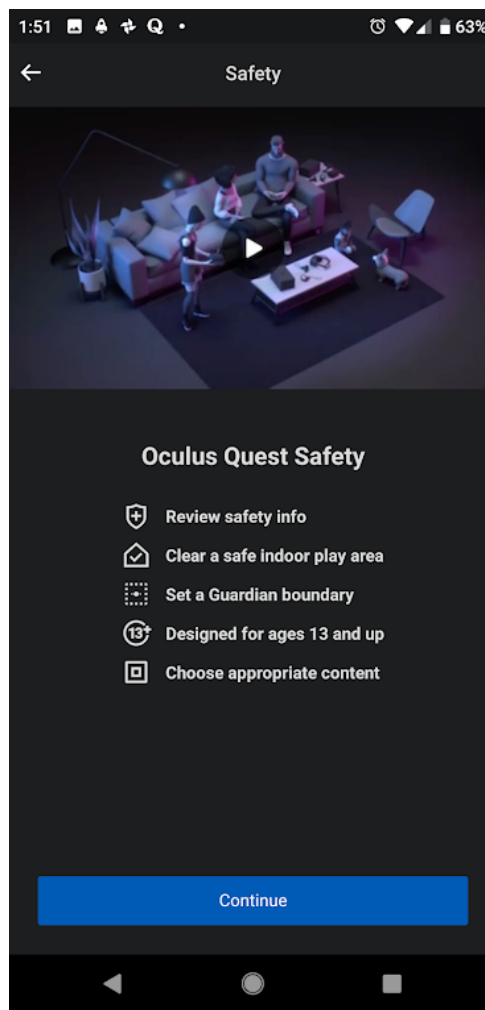 1:51 Q 63%
Safety
Oculus Quest Safety
Review safety info
Clear a safe indoor play area
Set a Guardian boundary
13+ Designed for ages 13 and up
Choose appropriate content
Continue